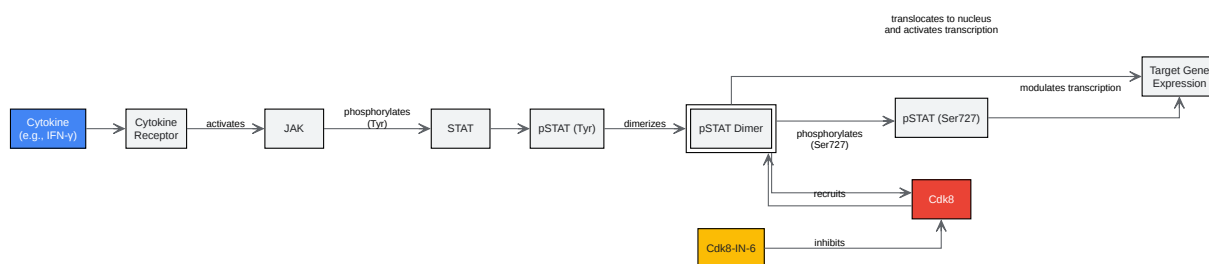 translocates to nucleus
and activates transcription
Target Gene
Expression
modulates transcription
Cytokine
(e.g., IFN-γ)
Cytokine
Receptor
activates
JAK
phosphorylates
(Tyr)
STAT
pSTAT (Tyr)
dimerizes
pSTAT Dimer
phosphorylates
(Ser727)
pSTAT (Ser727)
recruits
Cdk8
Cdk8-IN-6
inhibits